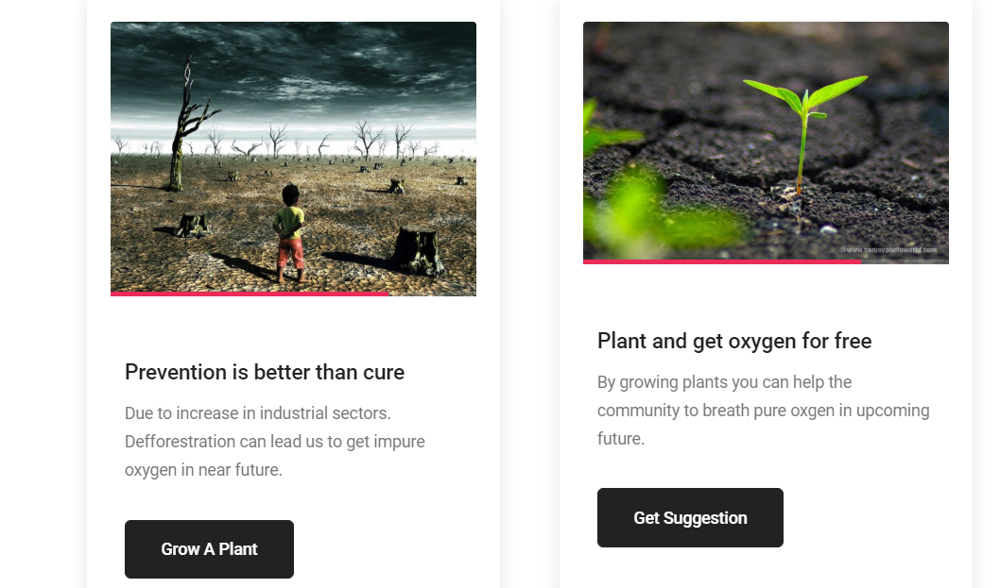 ©www.sanjayphotoworld.com
Prevention is better than cure
Due to increase in industrial sectors.
Defforestration can lead us to get impure
oxygen in near future.
Grow A Plant
Plant and get oxygen for free
By growing plants you can help the
community to breath pure oxgen in upcoming
future.
Get Suggestion